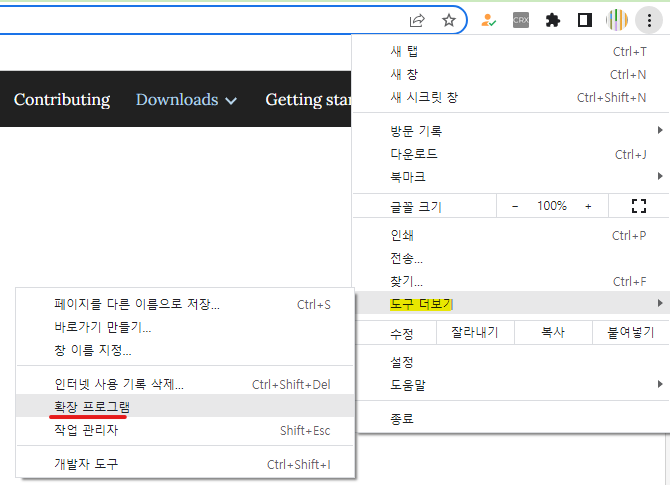 CRX
새 탭 Ctrl+T
새 창 Ctrl+N
새 시크릿 창 Ctrl+Shift+N
Contributing Downloads Getting star
방문 기록
다운로드 Ctrl+J
북마크
글꼴 크기 - 100% +
인쇄 Ctrl+P
전송...
찾기... Ctrl+F
도구 더보기
수정 잘라내기 복사 붙여넣기
설정
도움말
종료
페이지를 다른 이름으로 저장... Ctrl+S
바로가기 만들기...
창 이름 지정...
인터넷 사용 기록 삭제... Ctrl+Shift+Del
확장 프로그램
작업 관리자 Shift+Esc
개발자 도구 Ctrl+Shift+I